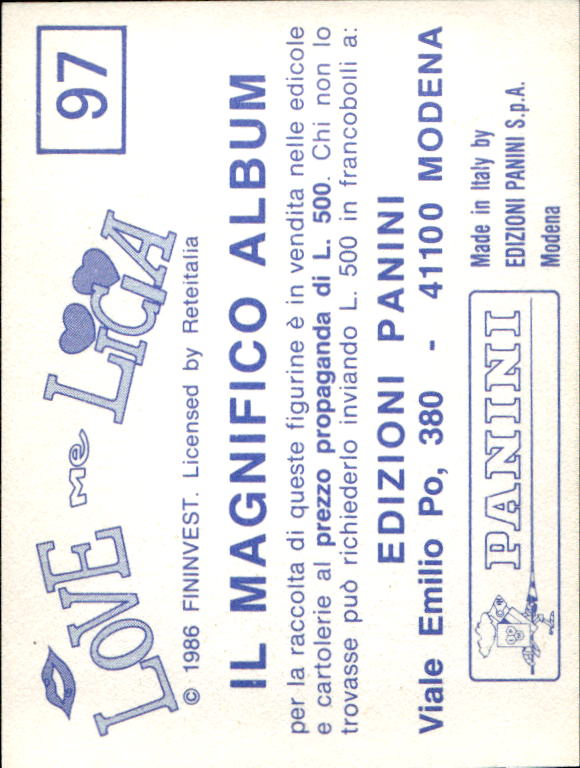 LOVE me LICIA
97
© 1986 FININVEST. Licensed by Reteitalia
IL MAGNIFICO ALBUM
per la raccolta di queste figurine è in vendita nelle edicole
e cartolerie al prezzo propaganda di L. 500. Chi non lo
trovasse può richiederlo inviando L. 500 in francobolli a:
EDIZIONI PANINI
Viale Emilio Po, 380 - 41100 MODENA
PANINI
Made in Italy by
EDIZIONI PANINI S.p.A.
Modena